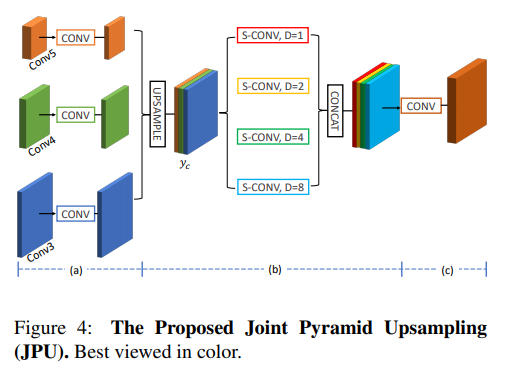 CONV
Conv5
CONV
Conv4
CONV
Conv3
UPSAMPLE
yc
S-CONV, D=1
S-CONV, D=2
S-CONV, D=4
S-CONV, D=8
CONCAT
CONV
(a)
(b)
(c)
Figure 4: The Proposed Joint Pyramid Upsampling
(JPU). Best viewed in color.